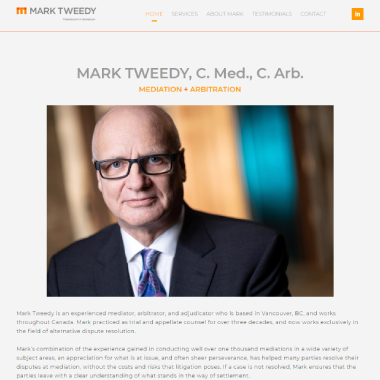 MARK TWEEDY
HOME SERVICES ABOUT MARK TESTIMONIALS CONTACT
in
MARK TWEEDY, C. Med., C. Arb.
MEDIATION + ARBITRATION
Mark Tweedy is an experienced mediator, arbitrator, and adjudicator who is based in Vancouver, BC, and works
throughout Canada. Mark practiced as trial and appellate counsel for over three decades, and now works exclusively in
the field of alternative dispute resolution.
Mark's combination of the experience gained in conducting well over one thousand mediations in a wide variety of
subject areas, an appreciation for what is at issue, and often sheer perseverance, has helped many parties resolve their
disputes at mediation, without the costs and risks that litigation poses. If a case is not resolved, Mark ensures that the
parties leave with a clear understanding of what stands in the way of settlement.